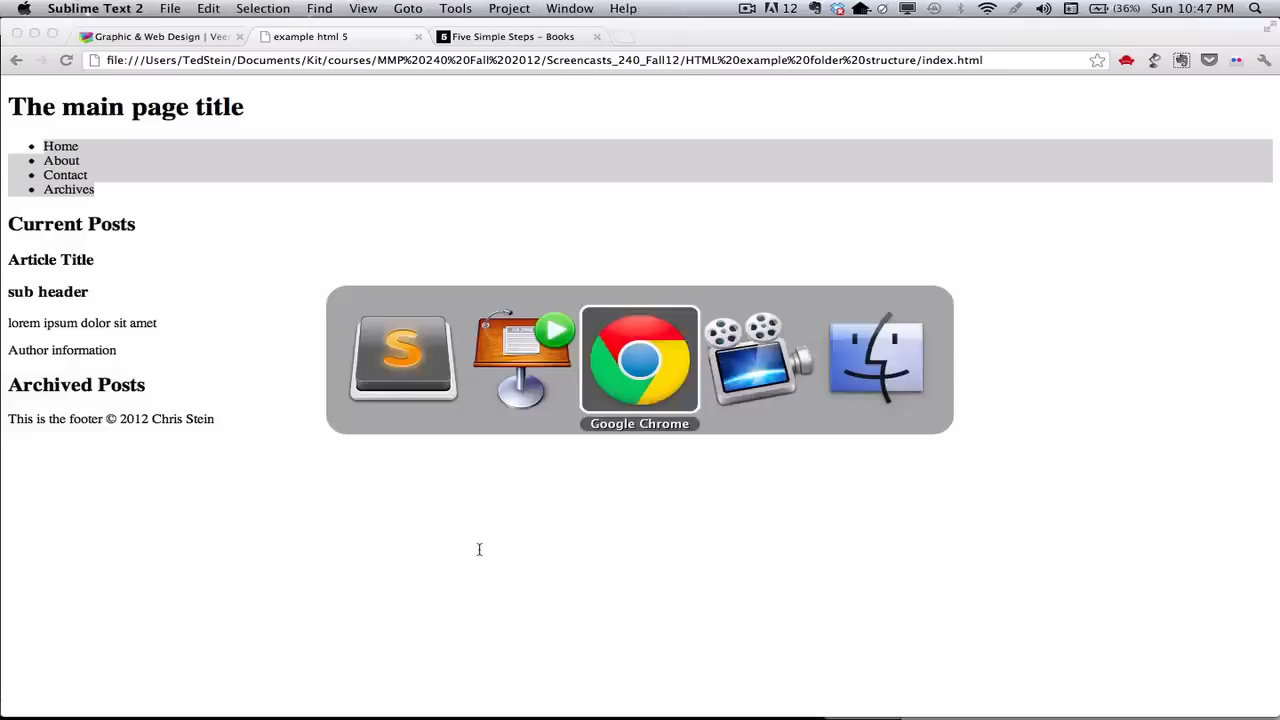 Sublime Text 2 File Edit Selection Find View Goto Tools Project Window Help 12 (36%) Sun 10:47 PM
Graphic & Web Design | Veer example html 5 Five Simple Steps – Books
file:///Users/TedStein/Documents/Kit/courses/MMP%20240%20Fall%202012/Screencasts_240_Fall12/HTML%20example%20folder%20structure/index.html
The main page title
Home
About
Contact
Archives
Current Posts
Article Title
sub header
lorem ipsum dolor sit amet
Author information
Archived Posts
This is the footer © 2012 Chris Stein
S
Google Chrome